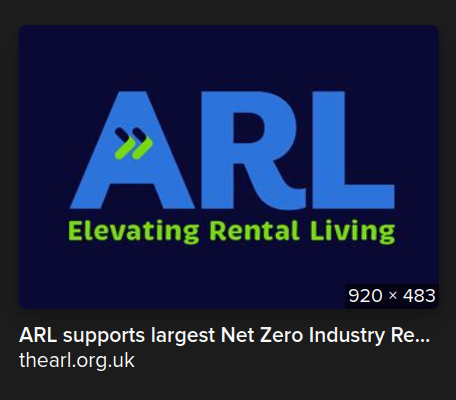 ARL
Elevating Rental Living
920 × 483
ARL supports largest Net Zero Industry Re...
thearl.org.uk